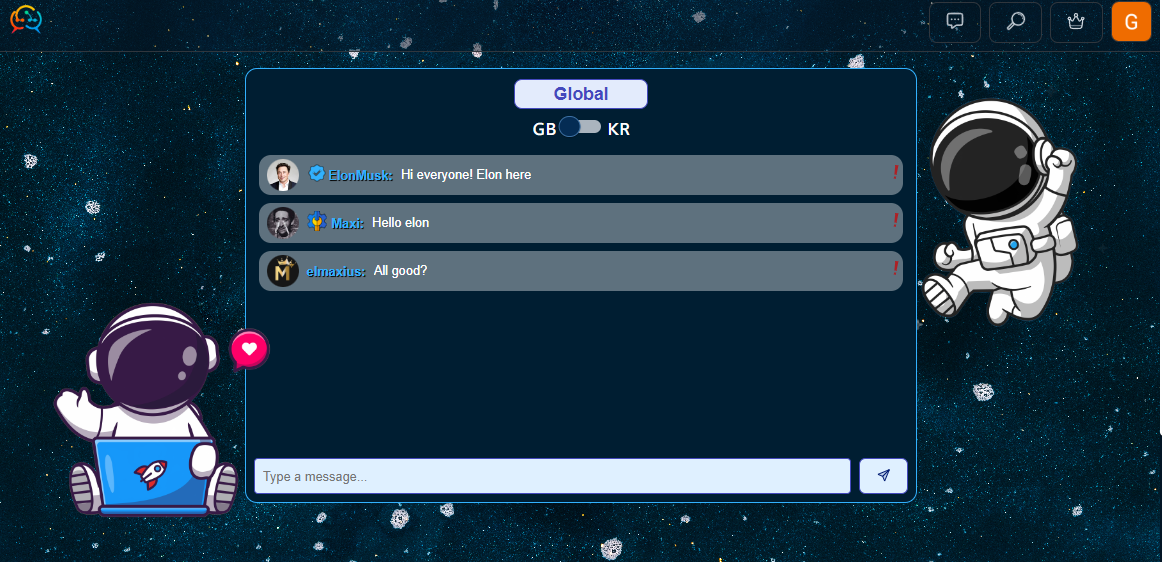 G
Global
GB KR
ElonMusk: Hi everyone! Elon here
Maxi: Hello elon
M
elmaxius: All good?
Type a message...